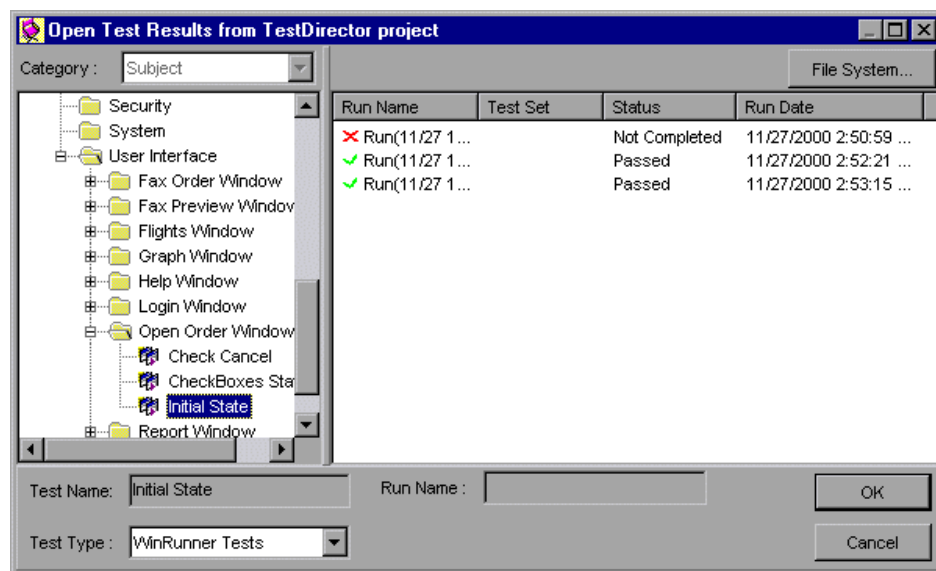 Open Test Results from TestDirector project
Category : Subject
File System...
Security
System
User Interface
Fax Order Window
Fax Preview Window
Flights Window
Graph Window
Help Window
Login Window
Open Order Window
Check Cancel
CheckBoxes Sta
Initial State
Report Window
Run Name Test Set Status Run Date
Run(11/27 1... Not Completed 11/27/2000 2:50:59 ...
Run(11/27 1... Passed 11/27/2000 2:52:21 ...
Run(11/27 1... Passed 11/27/2000 2:53:15 ...
Test Name: Initial State Run Name : OK
Test Type : WinRunner Tests Cancel